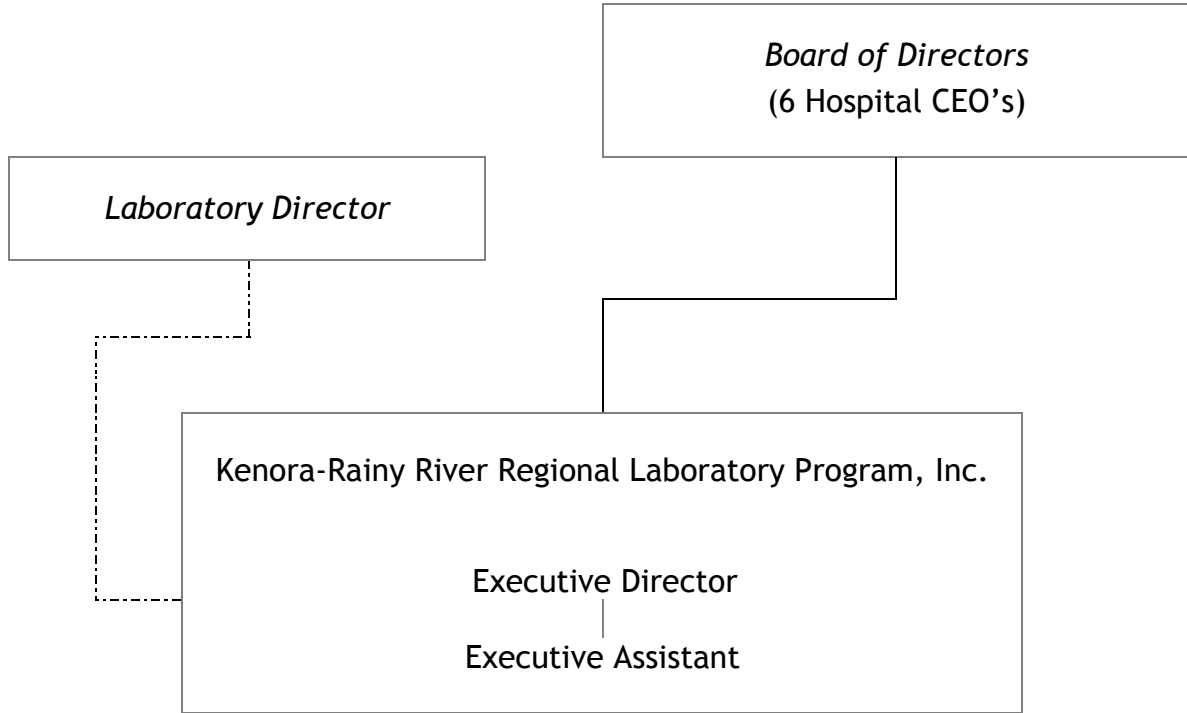 Board of Directors
(6 Hospital CEO’s)
Laboratory Director
Kenora-Rainy River Regional Laboratory Program, Inc.
Executive Director
Executive Assistant